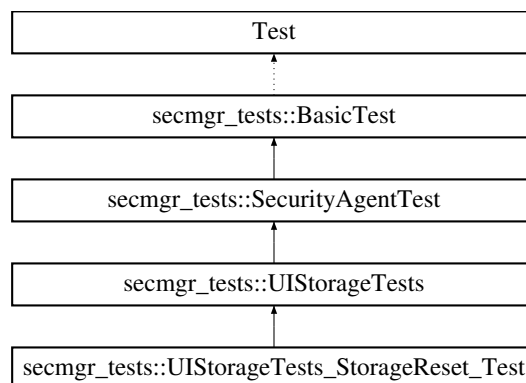 Test
secmgr_tests::BasicTest
secmgr_tests::SecurityAgentTest
secmgr_tests::UIStorageTests
secmgr_tests::UIStorageTests_StorageReset_Test